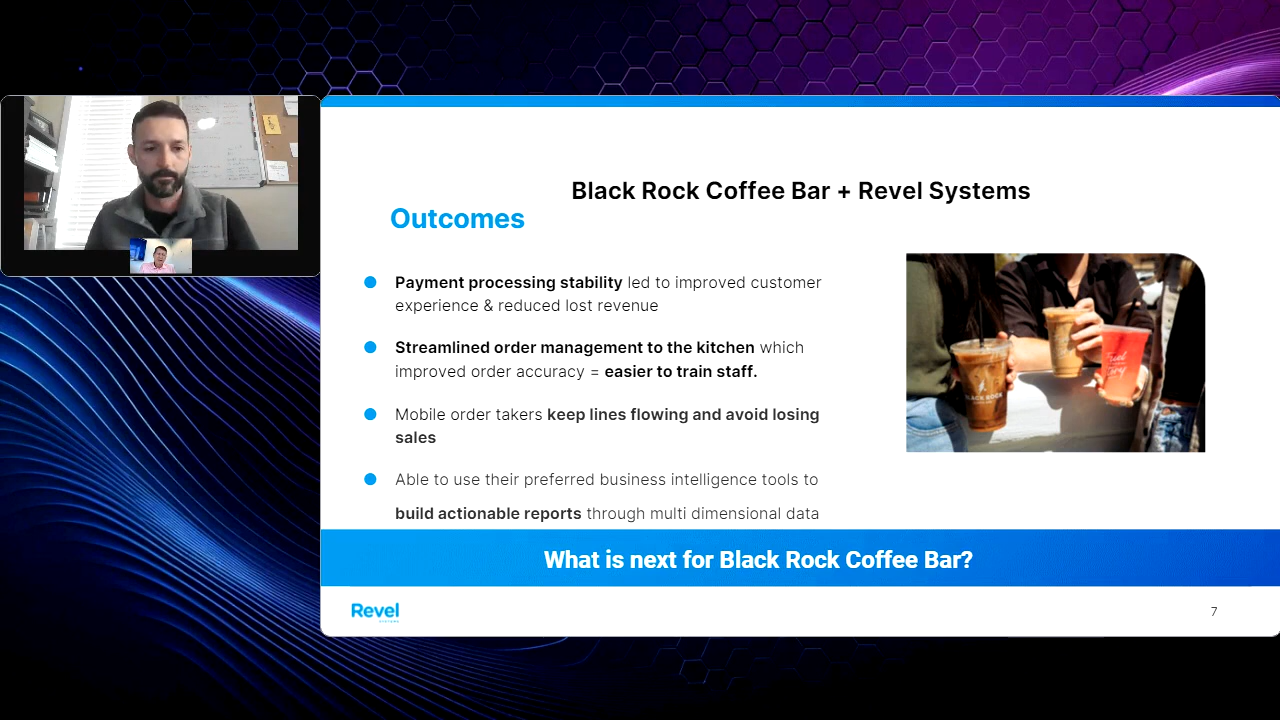 Black Rock Coffee Bar + Revel Systems
Outcomes
Payment processing stability led to improved customer
experience & reduced lost revenue
Streamlined order management to the kitchen which
improved order accuracy = easier to train staff.
Mobile order takers keep lines flowing and avoid losing
sales
Able to use their preferred business intelligence tools to
build actionable reports through multi dimensional data
BLACK ROCK
What is next for Black Rock Coffee Bar?
Revel
SYSTEMS
7